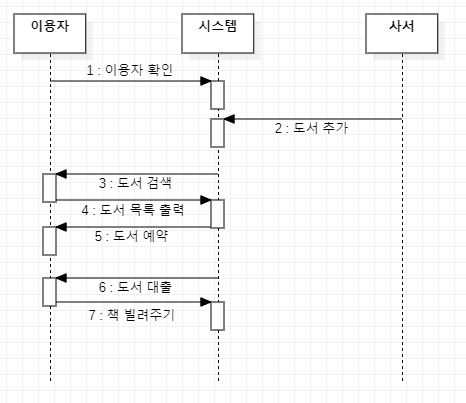 이용자
시스템
사서
1 : 이용자 확인
2 : 도서 추가
3 : 도서 검색
4 : 도서 목록 출력
5 : 도서 예약
6 : 도서 대출
7 : 책 빌려주기